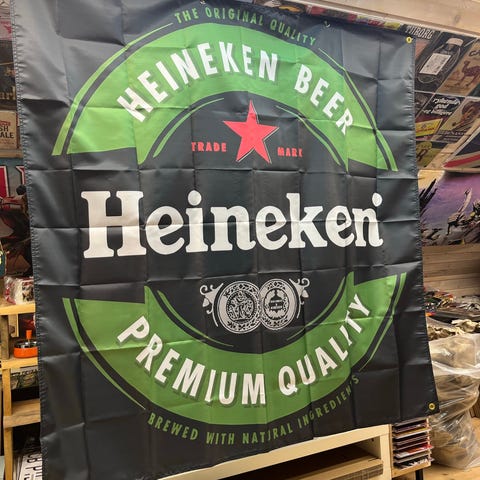 THE ORIGINAL QUALITY
HEINEKEN BEER
TRADE MARK
Heineken
PREMIUM QUALITY
BREWED WITH NATURAL INGREDIENTS